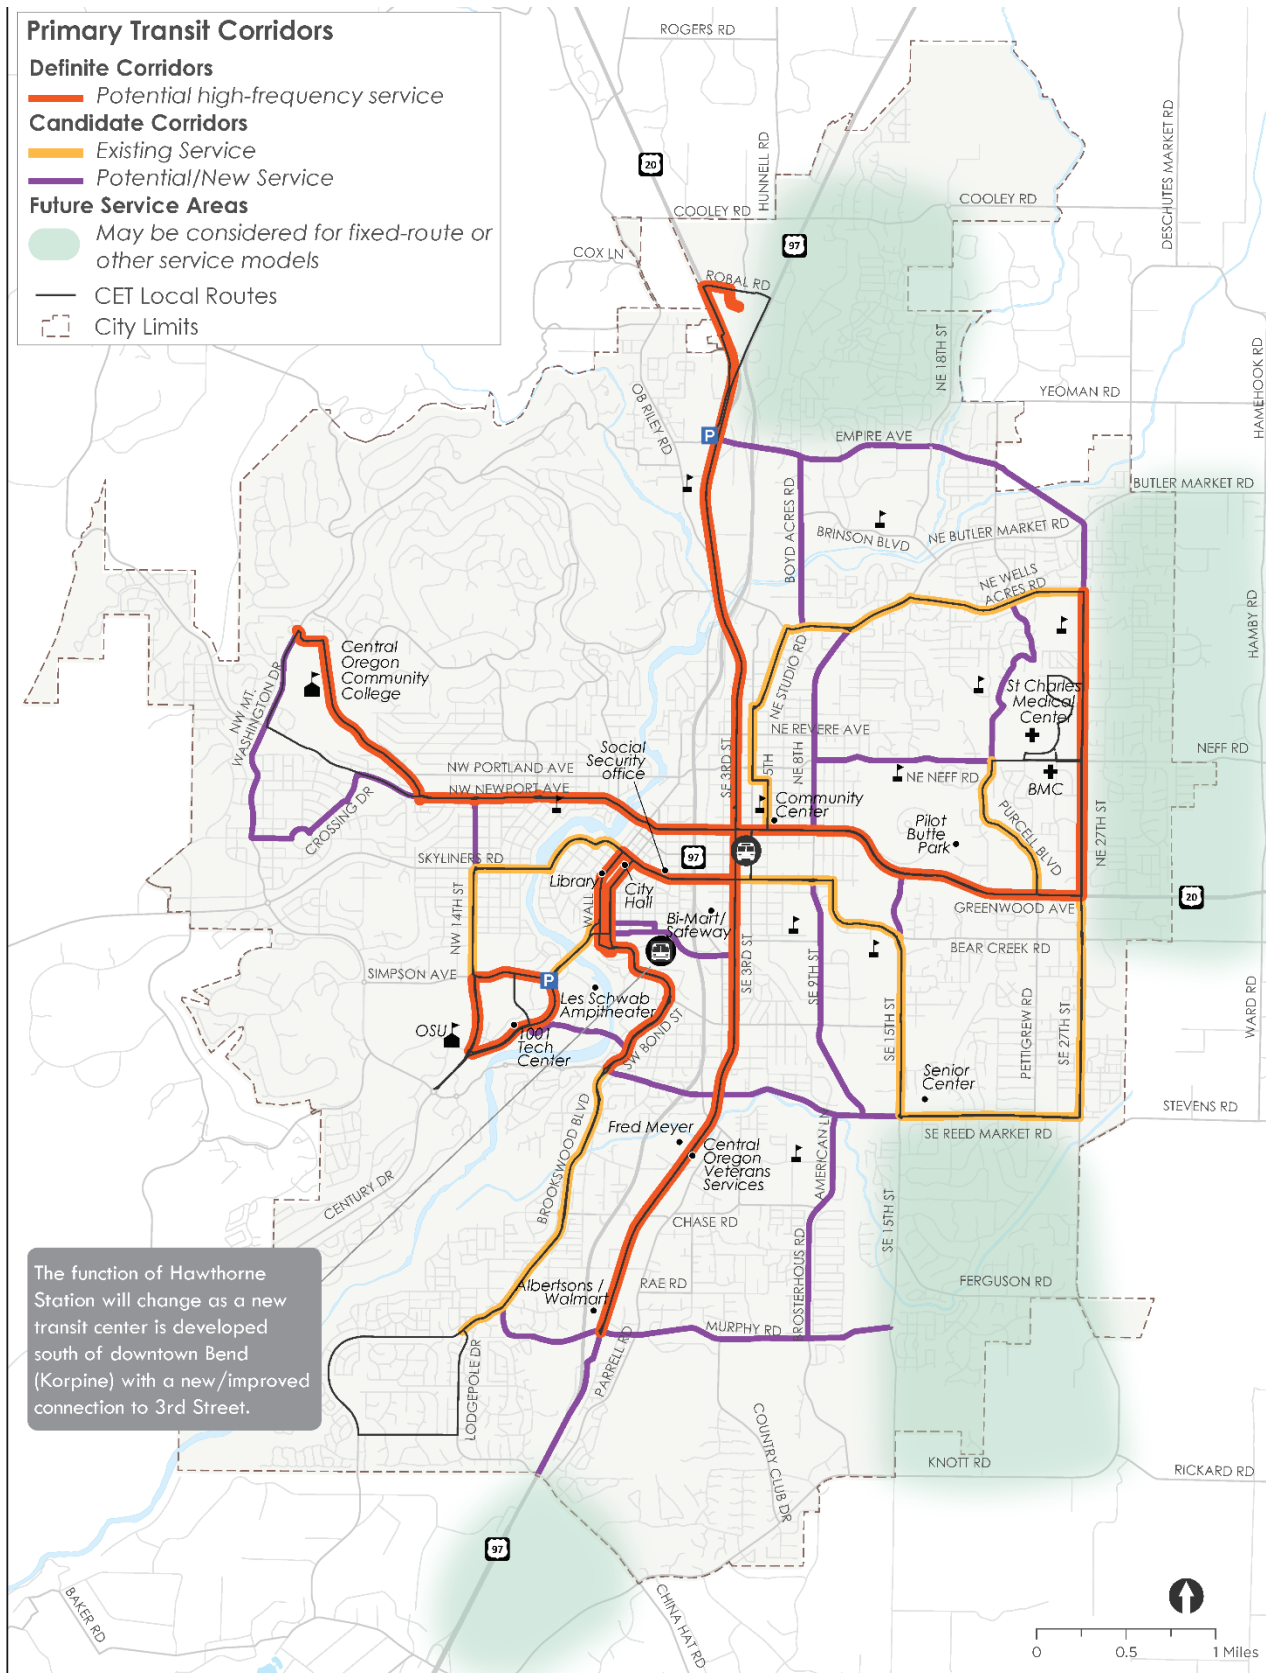 Primary Transit Corridors
Definite Corridors
Potential high-frequency service
Candidate Corridors
Existing Service
Potential/New Service
Future Service Areas
May be considered for fixed-route or
other service models
CET Local Routes
City Limits
ROGERS RD
20
HUNNELL RD
DESCHUTES MARKET RD
COOLEY RD
COOLEY RD
97
COX LN
ROBAL RD
NE 18TH ST
HAMEHOOK RD
YEOMAN RD
OB RILEY RD
P
EMPIRE AVE
BUTLER MARKET RD
BOYD ACRES RD
BRINSON BLVD
NE BUTLER MARKET RD
NE WELLS
ACRES RD
HAMBY RD
Central
Oregon
Community
College
NW MT.
WASHINGTON DR
NE STUDIO RD
St Charles
Medical
Center
NE REVERE AVE
Social
Security
office
NEFF RD
NW PORTLAND AVE
NW NEWPORT AVE
SE 3RD ST
5TH
NE 8TH
NE NEFF RD
BMC
Community
Center
PURCELL BLVD
NE 27TH ST
CROSSING DR
Pilot
Butte
Park
SKYLINERS RD
97
Library
City
Hall
20
GREENWOOD AVE
NW 14TH ST
WALL
Bi-Mart/
Safeway
BEAR CREEK RD
SIMPSON AVE
P
SE 3RD ST
SE 9TH ST
Les Schwab
Ampitheater
SE 15TH ST
PETTIGREW RD
SE 27TH ST
WARD RD
OSU
1001
Tech
Center
SW BOND ST
Senior
Center
STEVENS RD
BROOKSWOOD BLVD
Fred Meyer
SE REED MARKET RD
Central
Oregon
Veterans
Services
AMERICAN LN
CENTURY DR
CHASE RD
SE 15TH ST
The function of Hawthorne
Station will change as a new
transit center is developed
south of downtown Bend
(Korpine) with a new/improved
connection to 3rd Street.
Albertsons /
Walmart
RAE RD
BROSTERHOUS RD
FERGUSON RD
MURPHY RD
LODGEPOLE DR
PARRELL RD
COUNTRY CLUB DR
KNOTT RD
RICKARD RD
97
BAKER RD
CHINA HAT RD
0 0.5 1 Miles